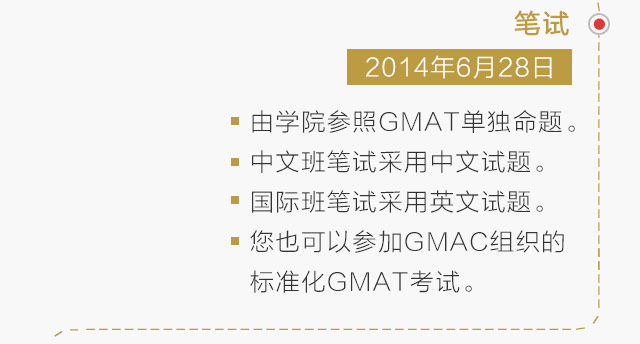 笔试
2014年6月28日
由学院参照GMAT单独命题。
中文班笔试采用中文试题。
国际班笔试采用英文试题。
您也可以参加GMAC组织的
标准化GMAT考试。